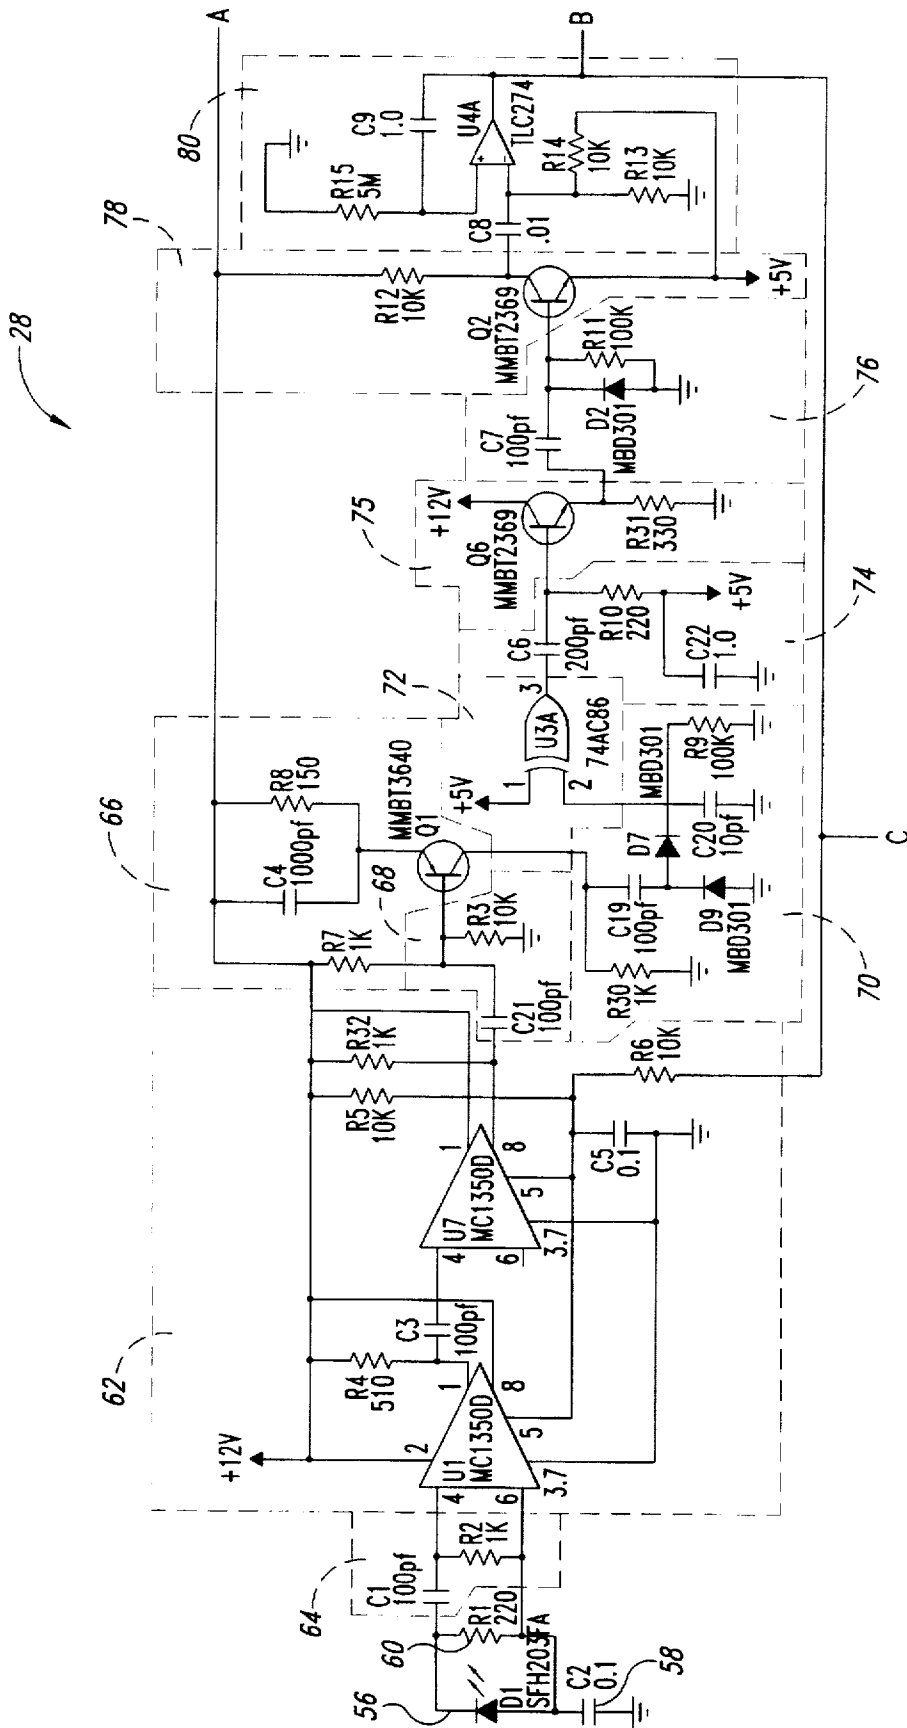 28
A
78
80
R15
5M
C9
1.0
U4A
+
-
TLC274
B
R14
10K
R13
10K
C8
.01
R12
10K
Q2
MMBT2369
+5V
R11
100K
D2
MBD301
76
C7
100pf
75
+12V
Q6
MMBT2369
R31
330
74
C6
200pf
R10
220
+5V
C22
1.0
72
3
U3A
74AC86
1
2
+5V
66
R8
150
C4
1000pf
MMBT3640
Q1
68
R3
10K
R7
1K
MBD301
R9
100K
D7
C20
10pf
C19
100pf
D9
MBD301
R30
1K
70
C
C21
100pf
R32
1K
R5
10K
R6
10K
C5
0.1
1
8
U7
MC1350D
5
4
6
3.7
62
C3
100pf
R4
510
+12V
2
1
8
U1
MC1350D
5
4
6
3.7
64
R2
1K
C1
100pf
R1
220
60
56
D1
SFH203FA
C2
0.1
58